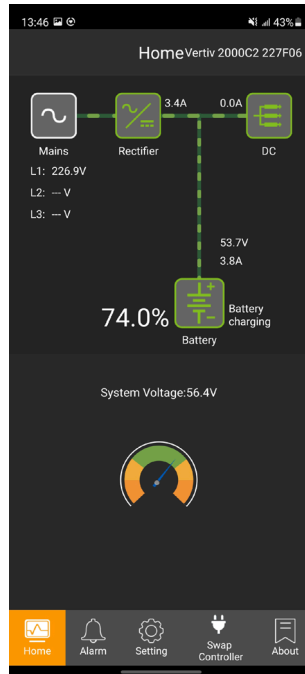 13:46 43%
Home Vertiv 2000C2 227F06
3.4A 0.0A
Mains Rectifier DC
L1: 226.9V
L2: --- V
L3: --- V
53.7V
3.8A
74.0% Battery
charging
Battery
System Voltage:56.4V
Home Alarm Setting Swap
Controller About